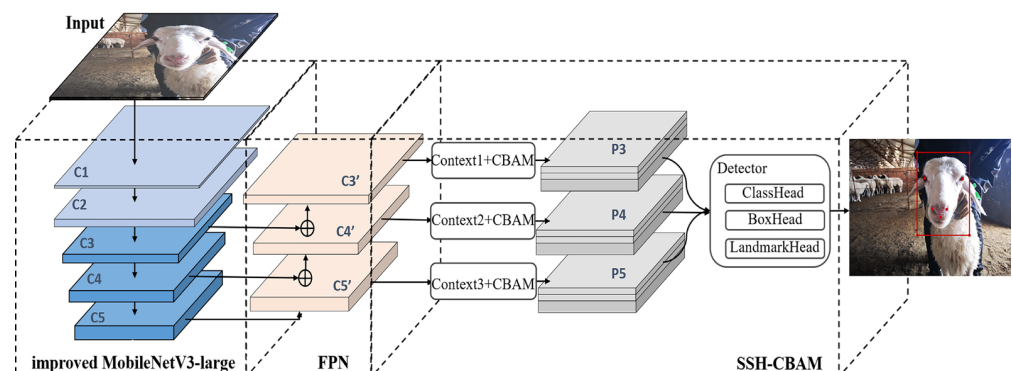 Input
C1
C2
C3
C4
C5
improved MobileNetV3-large
C3’
C4’
C5’
FPN
Context1+CBAM
Context2+CBAM
Context3+CBAM
P3
P4
P5
Detector
ClassHead
BoxHead
LandmarkHead
SSH-CBAM